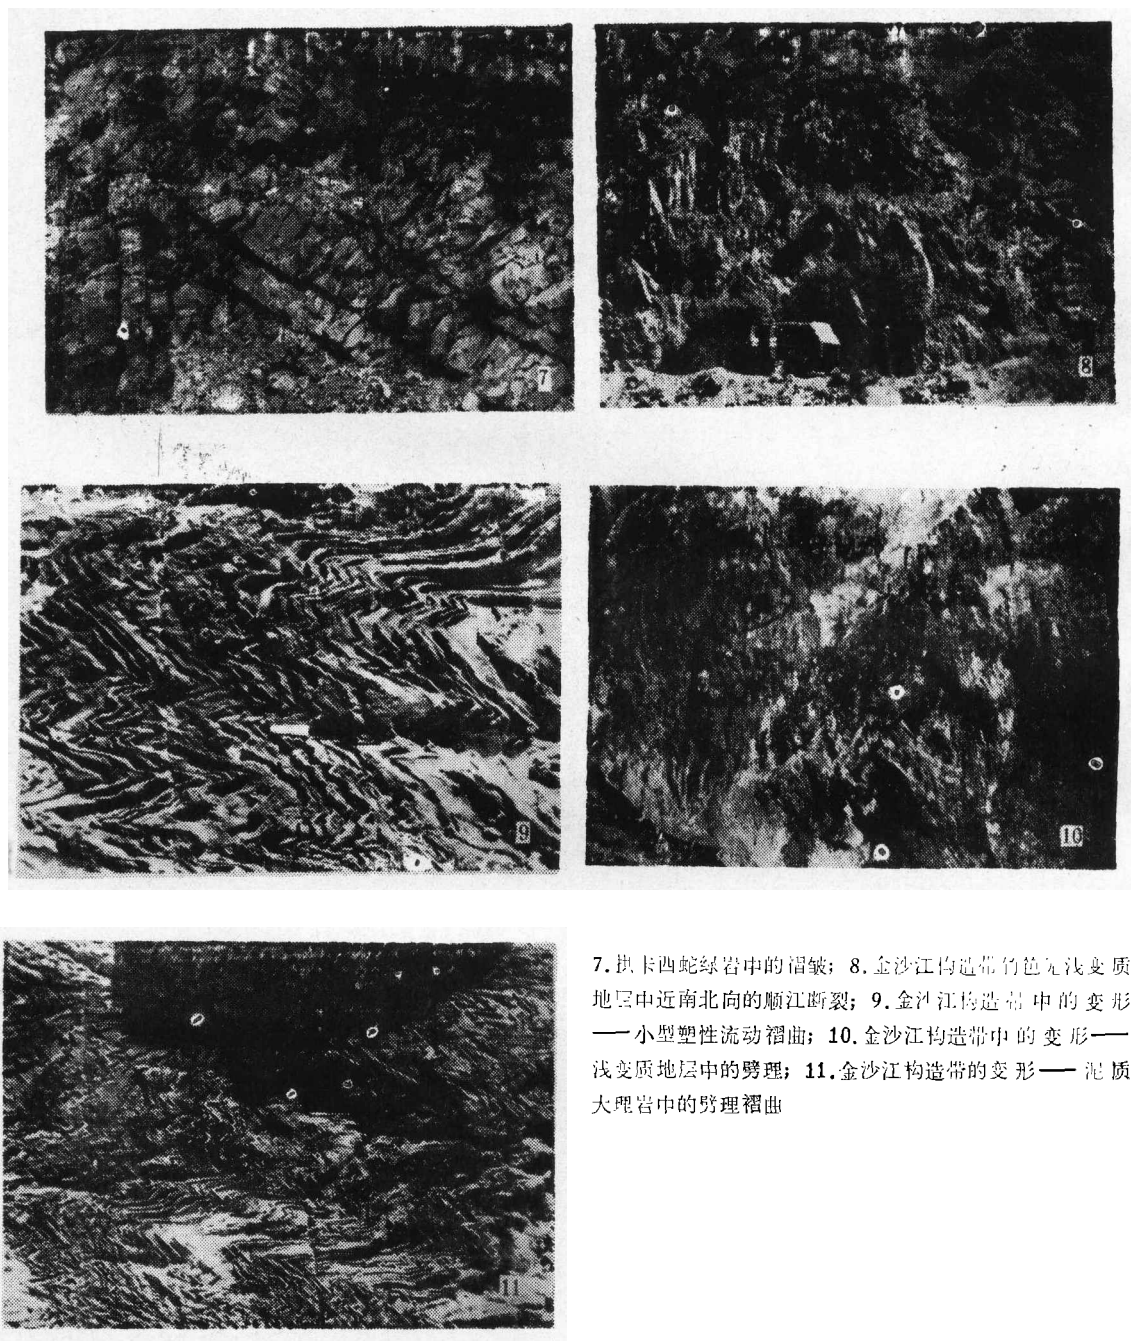 7
8
9
10
11
7.拱卡西蛇绿岩中的褶皱；8.金沙江构造带竹笆龙浅变质
地层中近南北向的顺江断裂；9.金沙江构造带中的变形
——小型塑性流动褶曲；10.金沙江构造带中的变形——
浅变质地层中的劈理；11.金沙江构造带的变形——泥质
大理岩中的劈理褶曲